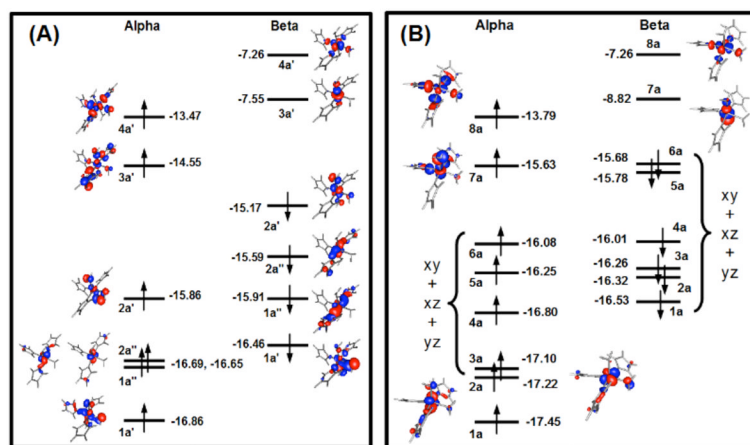 (A)
Alpha
Beta
-7.26
4a'
-7.55
3a'
-13.47
4a'
-14.55
3a'
-15.17
2a'
-15.59
2a"
-15.86
2a'
-15.91
1a"
-16.46
1a'
2a"
-16.69, -16.65
1a"
-16.86
1a'
(B)
Alpha
Beta
8a
-7.26
7a
-8.82
-13.79
8a
-15.63
7a
6a
-15.68
-15.78
5a
-16.08
6a
-16.25
5a
-16.80
4a
3a
-17.10
2a
-17.22
-17.45
1a
xy
+
xz
+
yz
4a
-16.01
3a
-16.26
-16.32
2a
-16.53
1a
xy
+
xz
+
yz